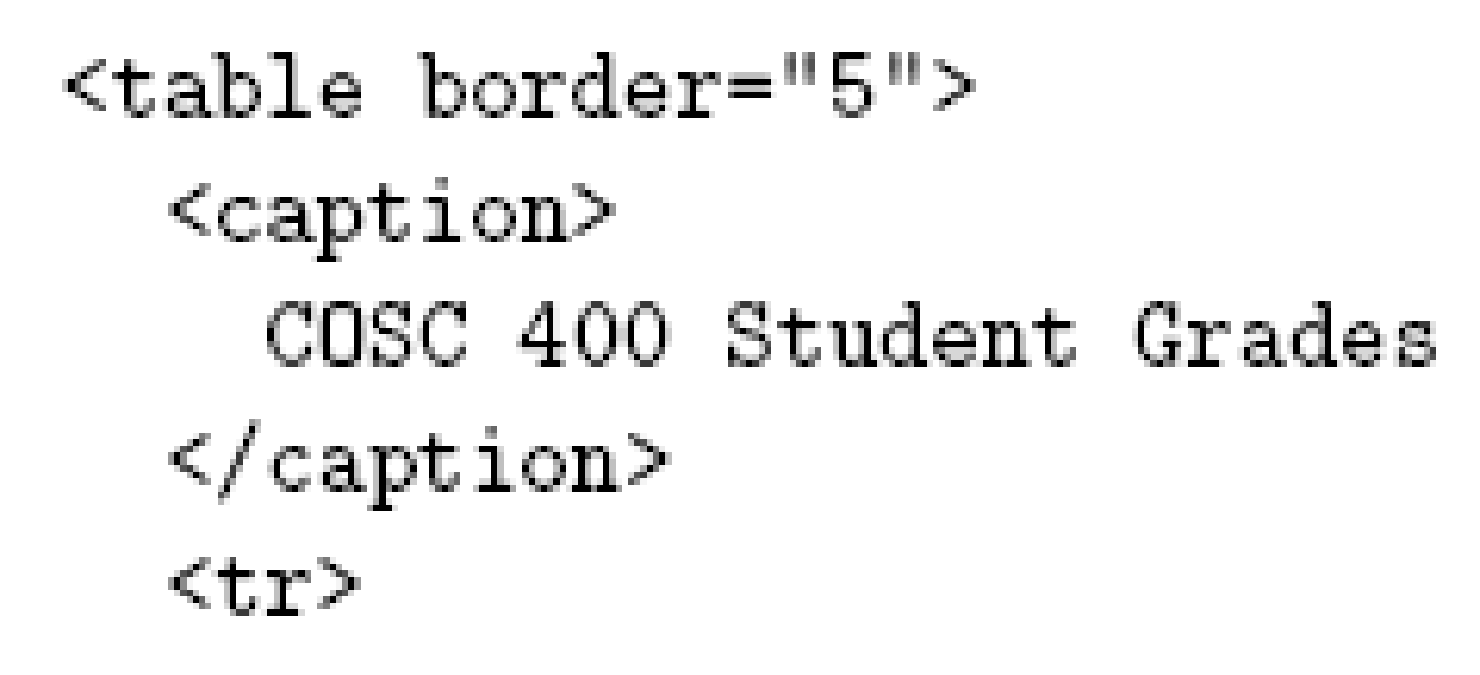 <table border="5">
<caption>
COSC 400 Student Grades
</caption>
<tr>